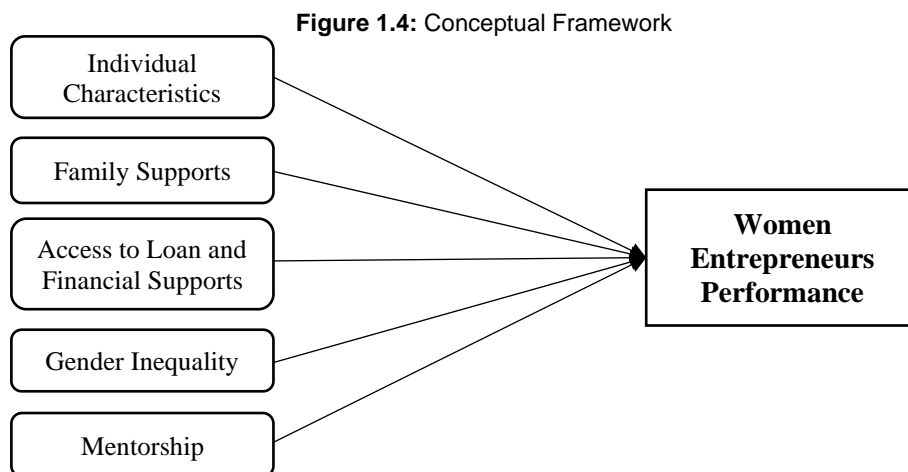 Figure 1.4: Conceptual Framework
Individual
Characteristics
Family Supports
Access to Loan and
Financial Supports
Gender Inequality
Mentorship
Women
Entrepreneurs
Performance